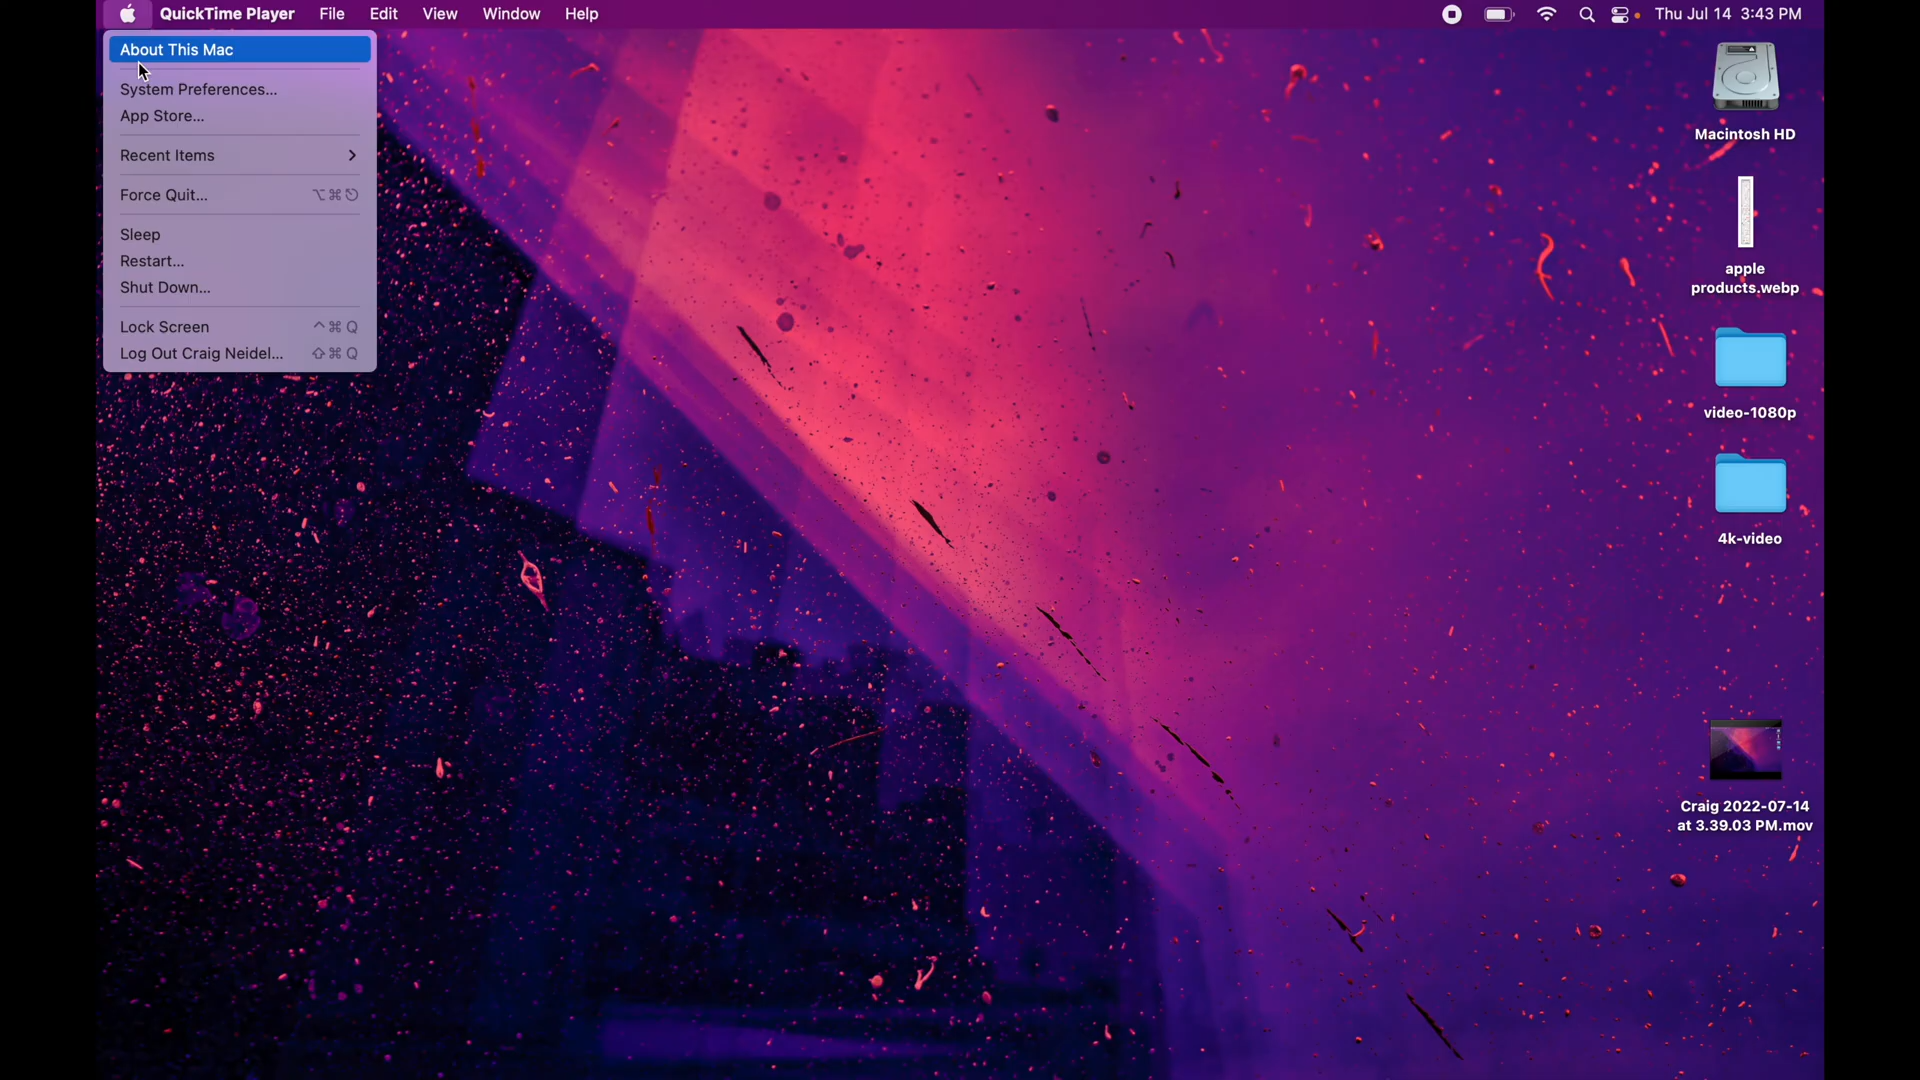 QuickTime Player File Edit View Window Help Thu Jul 14 3:43 PM
About This Mac
System Preferences...
App Store...
Recent Items
Force Quit... ⌥⌘⎋
Sleep
Restart...
Shut Down...
Lock Screen ^⌘Q
Log Out Craig Neidel... ⇧⌘Q
Macintosh HD
apple
products.webp
video-1080p
4k-video
Craig 2022-07-14
at 3.39.03 PM.mov